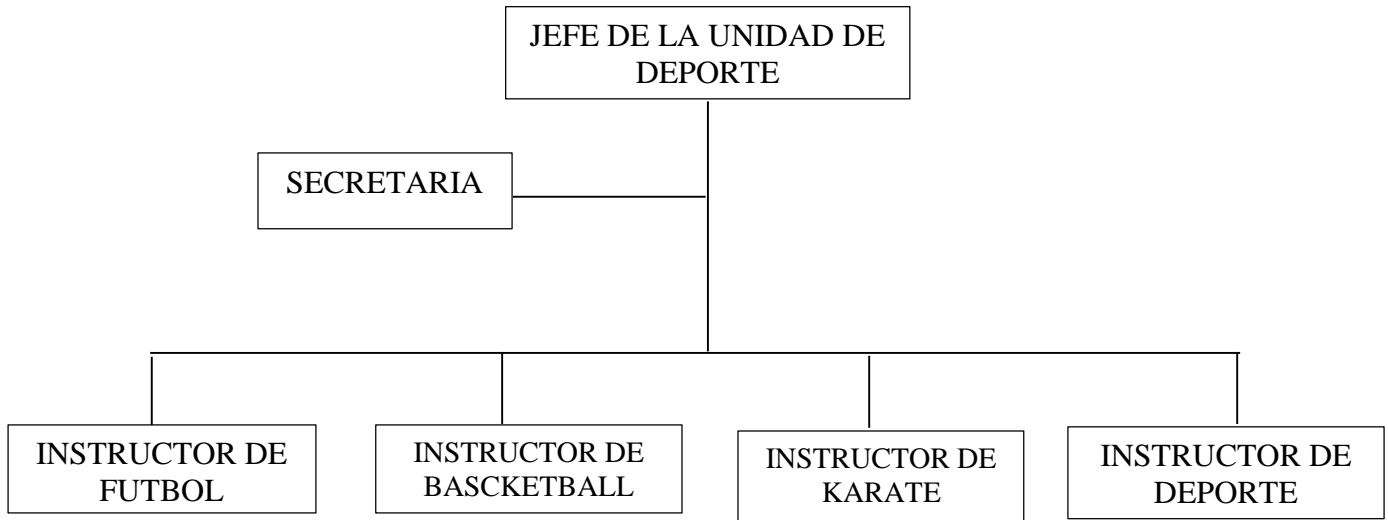 JEFE DE LA UNIDAD DE
DEPORTE
SECRETARIA
INSTRUCTOR DE
FUTBOL
INSTRUCTOR DE
BASCKETBALL
INSTRUCTOR DE
KARATE
INSTRUCTOR DE
DEPORTE